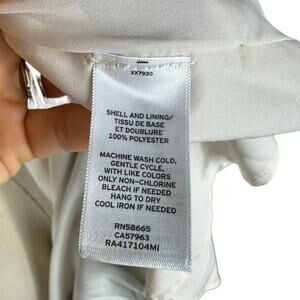 XX7930
SHELL AND LINING/
TISSU DE BASE
ET DOUBLURE
100% POLYESTER
MACHINE WASH COLD,
GENTLE CYCLE,
WITH LIKE COLORS
ONLY NON-CHLORINE
BLEACH IF NEEDED
HANG TO DRY
COOL IRON IF NEEDED
RN58665
CA57963
RA417104MI